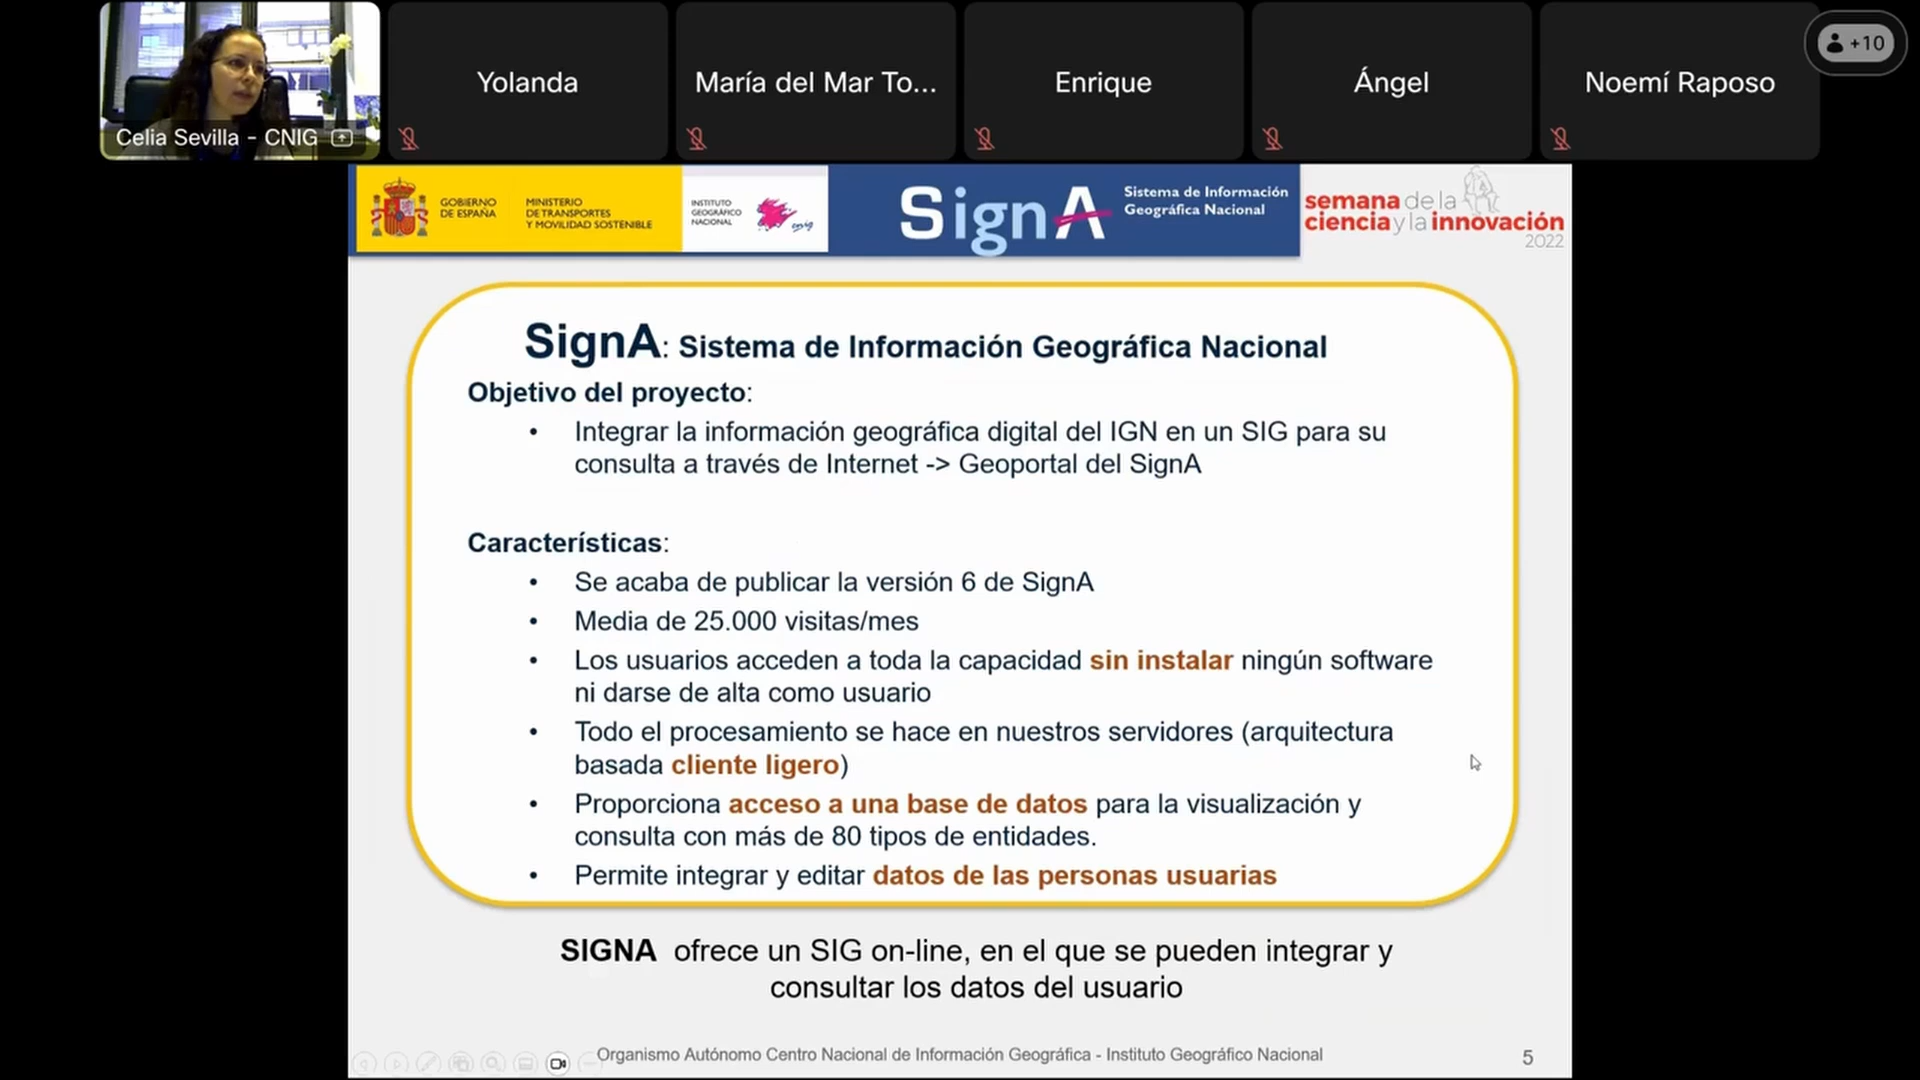 Celia Sevilla - CNIG
Yolanda
María del Mar To...
Enrique
Ángel
Noemí Raposo
+10
GOBIERNO
DE ESPAÑA
MINISTERIO
DE TRANSPORTES
Y MOVILIDAD SOSTENIBLE
INSTITUTO
GEOGRÁFICO
NACIONAL
cnig
SignA
Sistema de Información
Geográfica Nacional
semana de la
ciencia y la innovación
2022
SignA: Sistema de Información Geográfica Nacional
Objetivo del proyecto:
• Integrar la información geográfica digital del IGN en un SIG para su
consulta a través de Internet -> Geoportal del SignA
Características:
• Se acaba de publicar la versión 6 de SignA
• Media de 25.000 visitas/mes
• Los usuarios acceden a toda la capacidad sin instalar ningún software
ni darse de alta como usuario
• Todo el procesamiento se hace en nuestros servidores (arquitectura
basada cliente ligero)
• Proporciona acceso a una base de datos para la visualización y
consulta con más de 80 tipos de entidades.
• Permite integrar y editar datos de las personas usuarias
SIGNA ofrece un SIG on-line, en el que se pueden integrar y
consultar los datos del usuario
Organismo Autónomo Centro Nacional de Información Geográfica - Instituto Geográfico Nacional
5